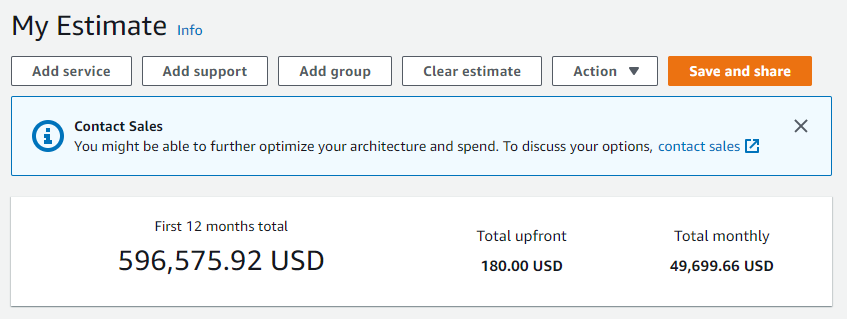 My Estimate Info
Add service Add support Add group Clear estimate Action Save and share
Contact Sales
You might be able to further optimize your architecture and spend. To discuss your options, contact sales
First 12 months total
596,575.92 USD
Total upfront
180.00 USD
Total monthly
49,699.66 USD